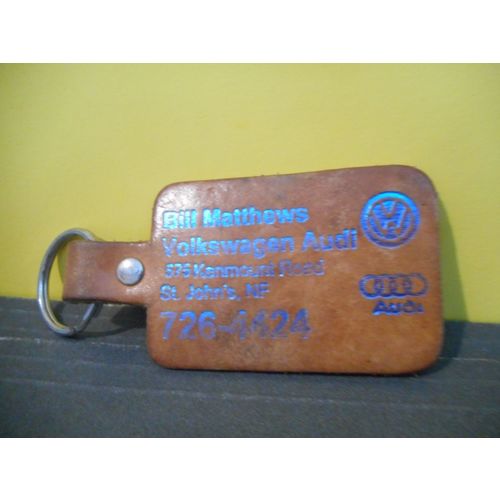 Bill Matthews
Volkswagen Audi
575 Kenmount Road
St. John's, NF
726-4424
Audi